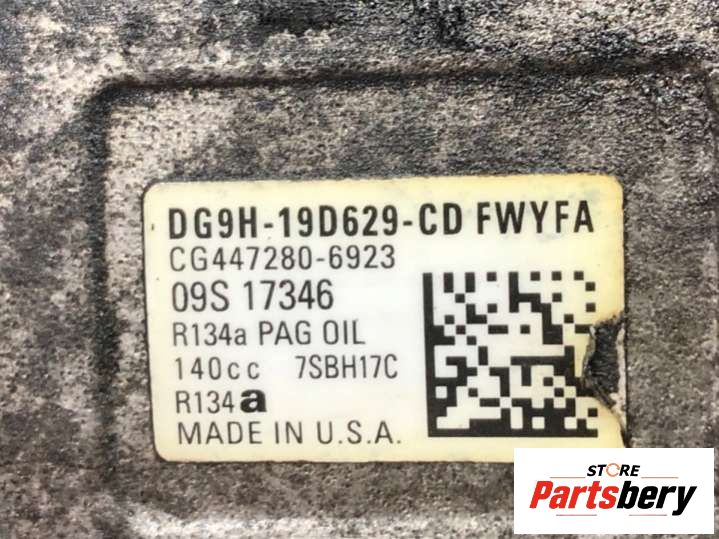 DG9H-19D629-CD FWYFA
CG447280-6923
09S 17346
R134a PAG OIL
140cc 7SBH17C
R134a
MADE IN U.S.A.
STORE
Partsbery